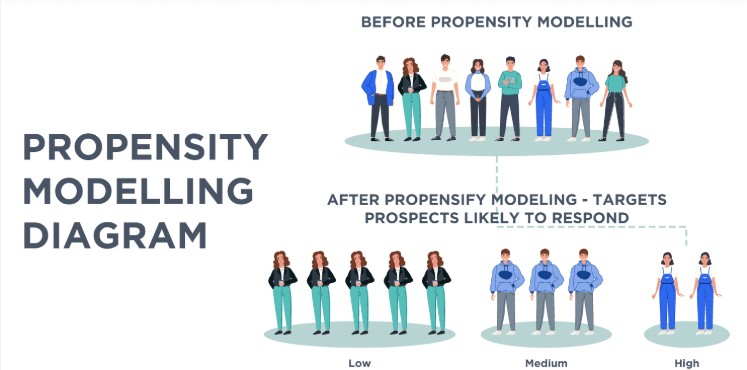 PROPENSITY
MODELLING
DIAGRAM
BEFORE PROPENSITY MODELLING
AFTER PROPENSIFY MODELING - TARGETS
PROSPECTS LIKELY TO RESPOND
Low
Medium
High